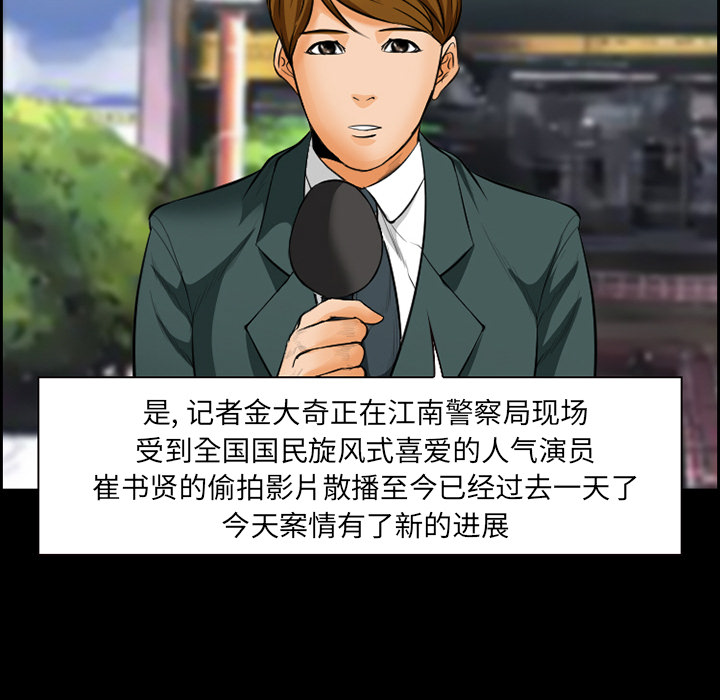 是, 记者金大奇正在江南警察局现场
受到全国国民旋风式喜爱的人气演员
崔书贤的偷拍影片散播至今已经过去一天了
今天案情有了新的进展